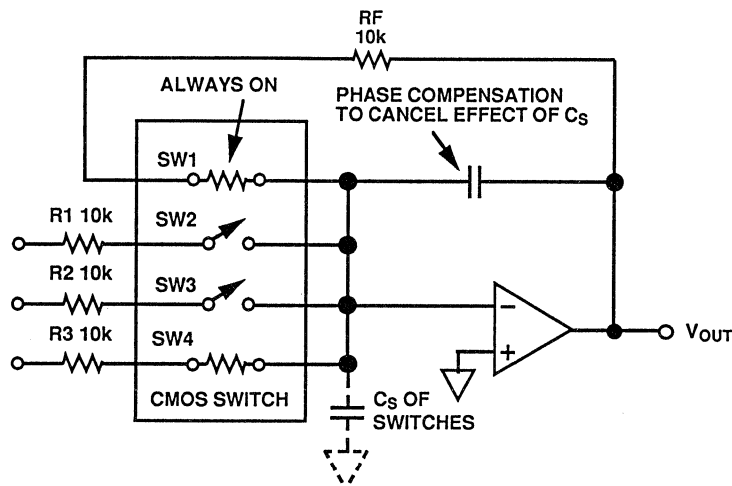 RF
10k
ALWAYS ON
PHASE COMPENSATION
TO CANCEL EFFECT OF CS
SW1
R1 10k
SW2
R2 10k
SW3
R3 10k
SW4
−
+
VOUT
CMOS SWITCH
CS OF
SWITCHES